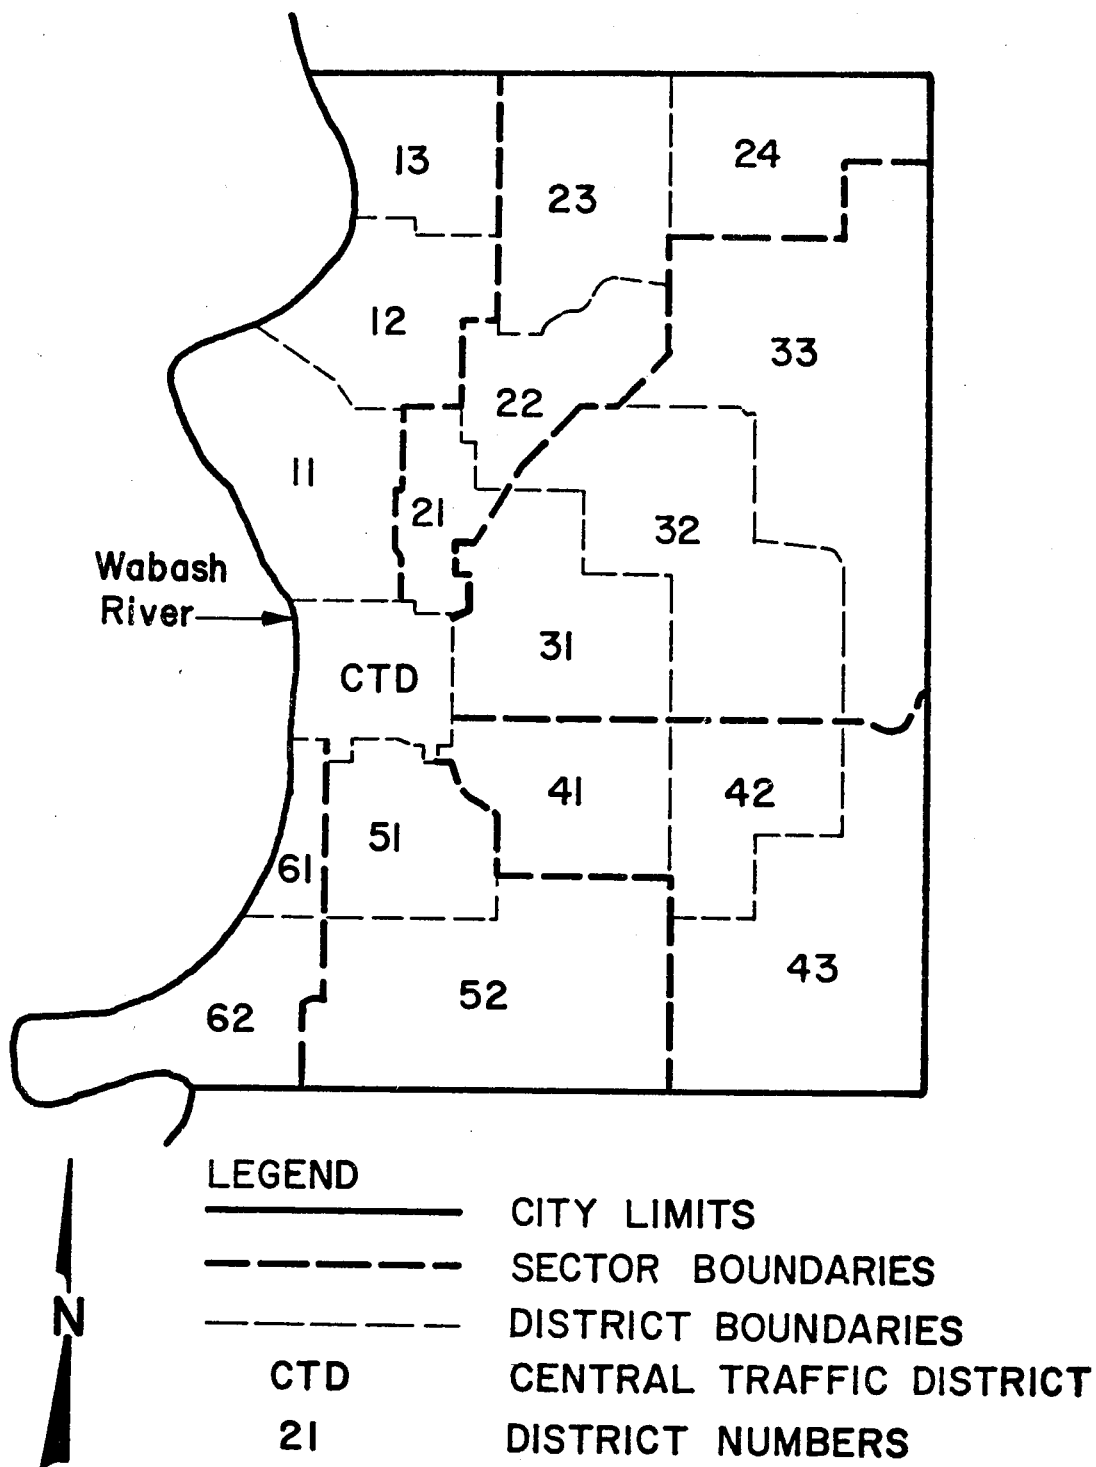 13
24
23
12
33
22
11
21
32
Wabash
River
31
CTD
41
42
51
61
43
52
62
LEGEND
CITY LIMITS
SECTOR BOUNDARIES
DISTRICT BOUNDARIES
CTD CENTRAL TRAFFIC DISTRICT
21 DISTRICT NUMBERS
N